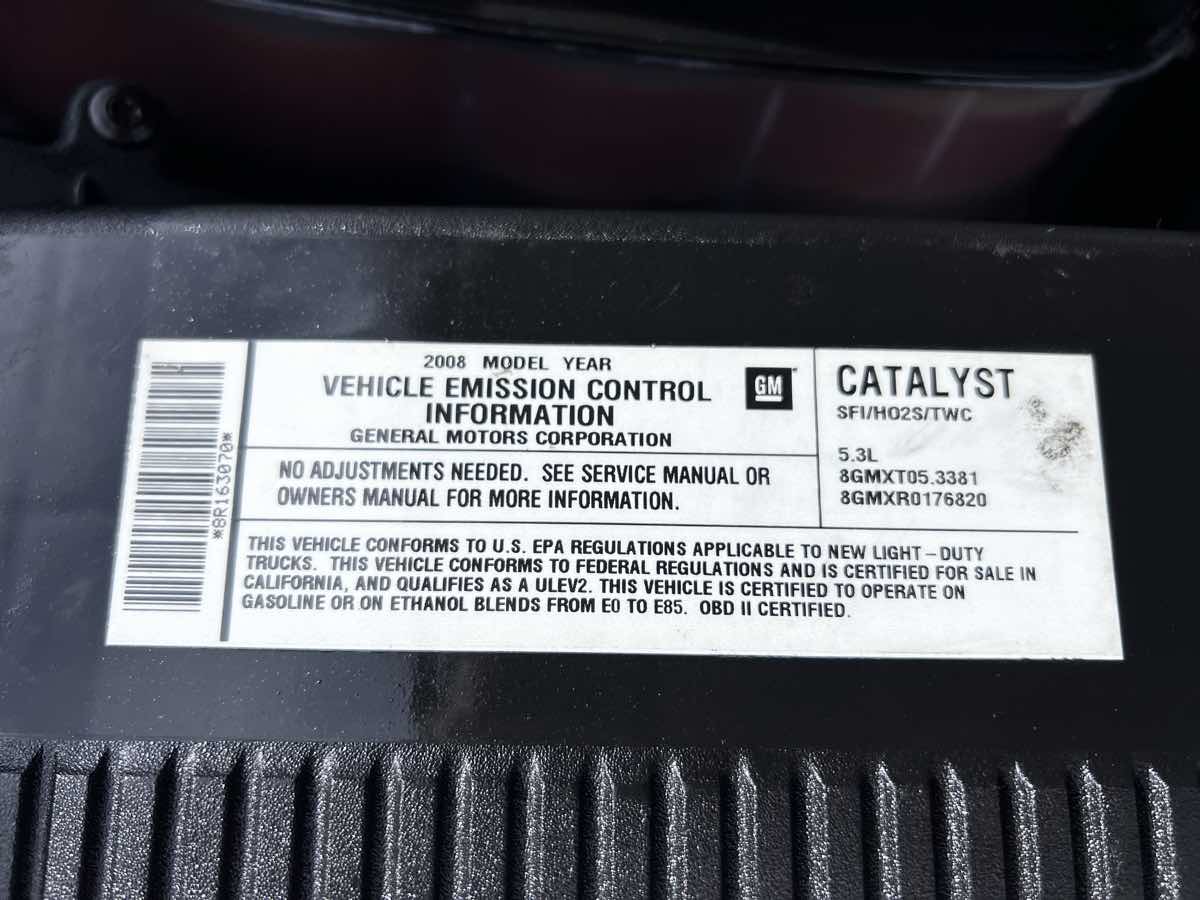 *8R163070*
2008 MODEL YEAR
VEHICLE EMISSION CONTROL
INFORMATION
GENERAL MOTORS CORPORATION
GM
CATALYST
SFI/HO2S/TWC
5.3L
8GMXT05.3381
8GMXR0176820
NO ADJUSTMENTS NEEDED. SEE SERVICE MANUAL OR
OWNERS MANUAL FOR MORE INFORMATION.
THIS VEHICLE CONFORMS TO U.S. EPA REGULATIONS APPLICABLE TO NEW LIGHT-DUTY
TRUCKS. THIS VEHICLE CONFORMS TO FEDERAL REGULATIONS AND IS CERTIFIED FOR SALE IN
CALIFORNIA, AND QUALIFIES AS A ULEV2. THIS VEHICLE IS CERTIFIED TO OPERATE ON
GASOLINE OR ON ETHANOL BLENDS FROM E0 TO E85. OBD II CERTIFIED.